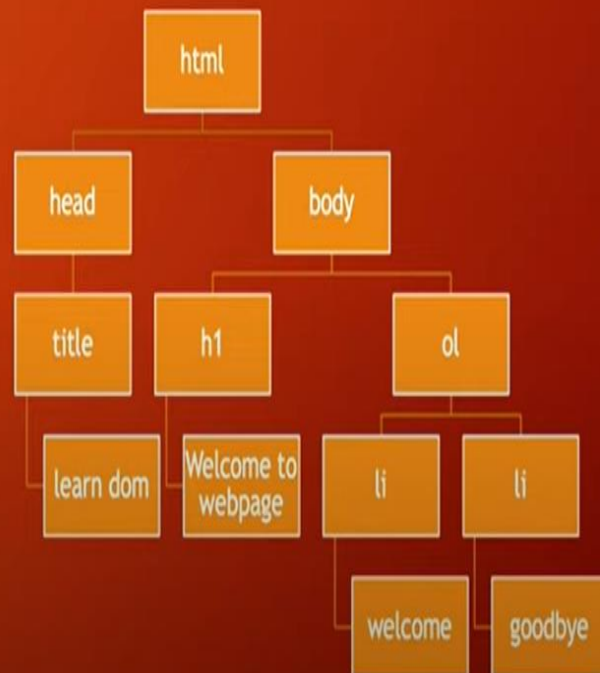 html
head
body
title
h1
ol
learn dom
Welcome to
webpage
li
li
welcome
goodbye